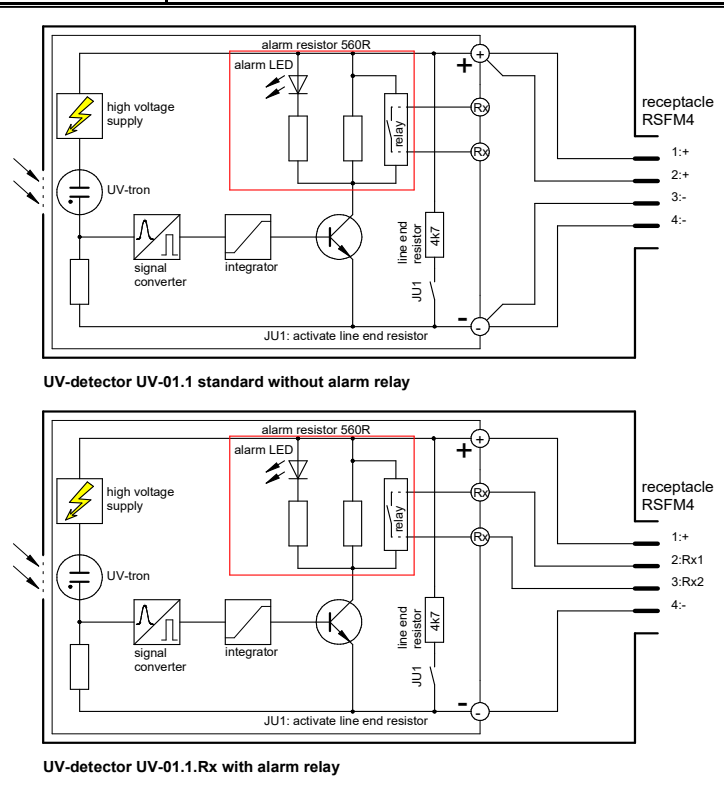 alarm resistor 560R
alarm LED
+
+
high voltage
supply
relay
Rx
Rx
receptacle
RSFM4
1:+
2:+
3:-
4:-
UV-tron
signal
converter
integrator
line end
resistor
4k7
JU1
-
-
JU1: activate line end resistor
UV-detector UV-01.1 standard without alarm relay
alarm resistor 560R
alarm LED
+
+
high voltage
supply
relay
Rx
Rx
receptacle
RSFM4
1:+
2:Rx1
3:Rx2
4:-
UV-tron
signal
converter
integrator
line end
resistor
4k7
JU1
-
-
JU1: activate line end resistor
UV-detector UV-01.1.Rx with alarm relay